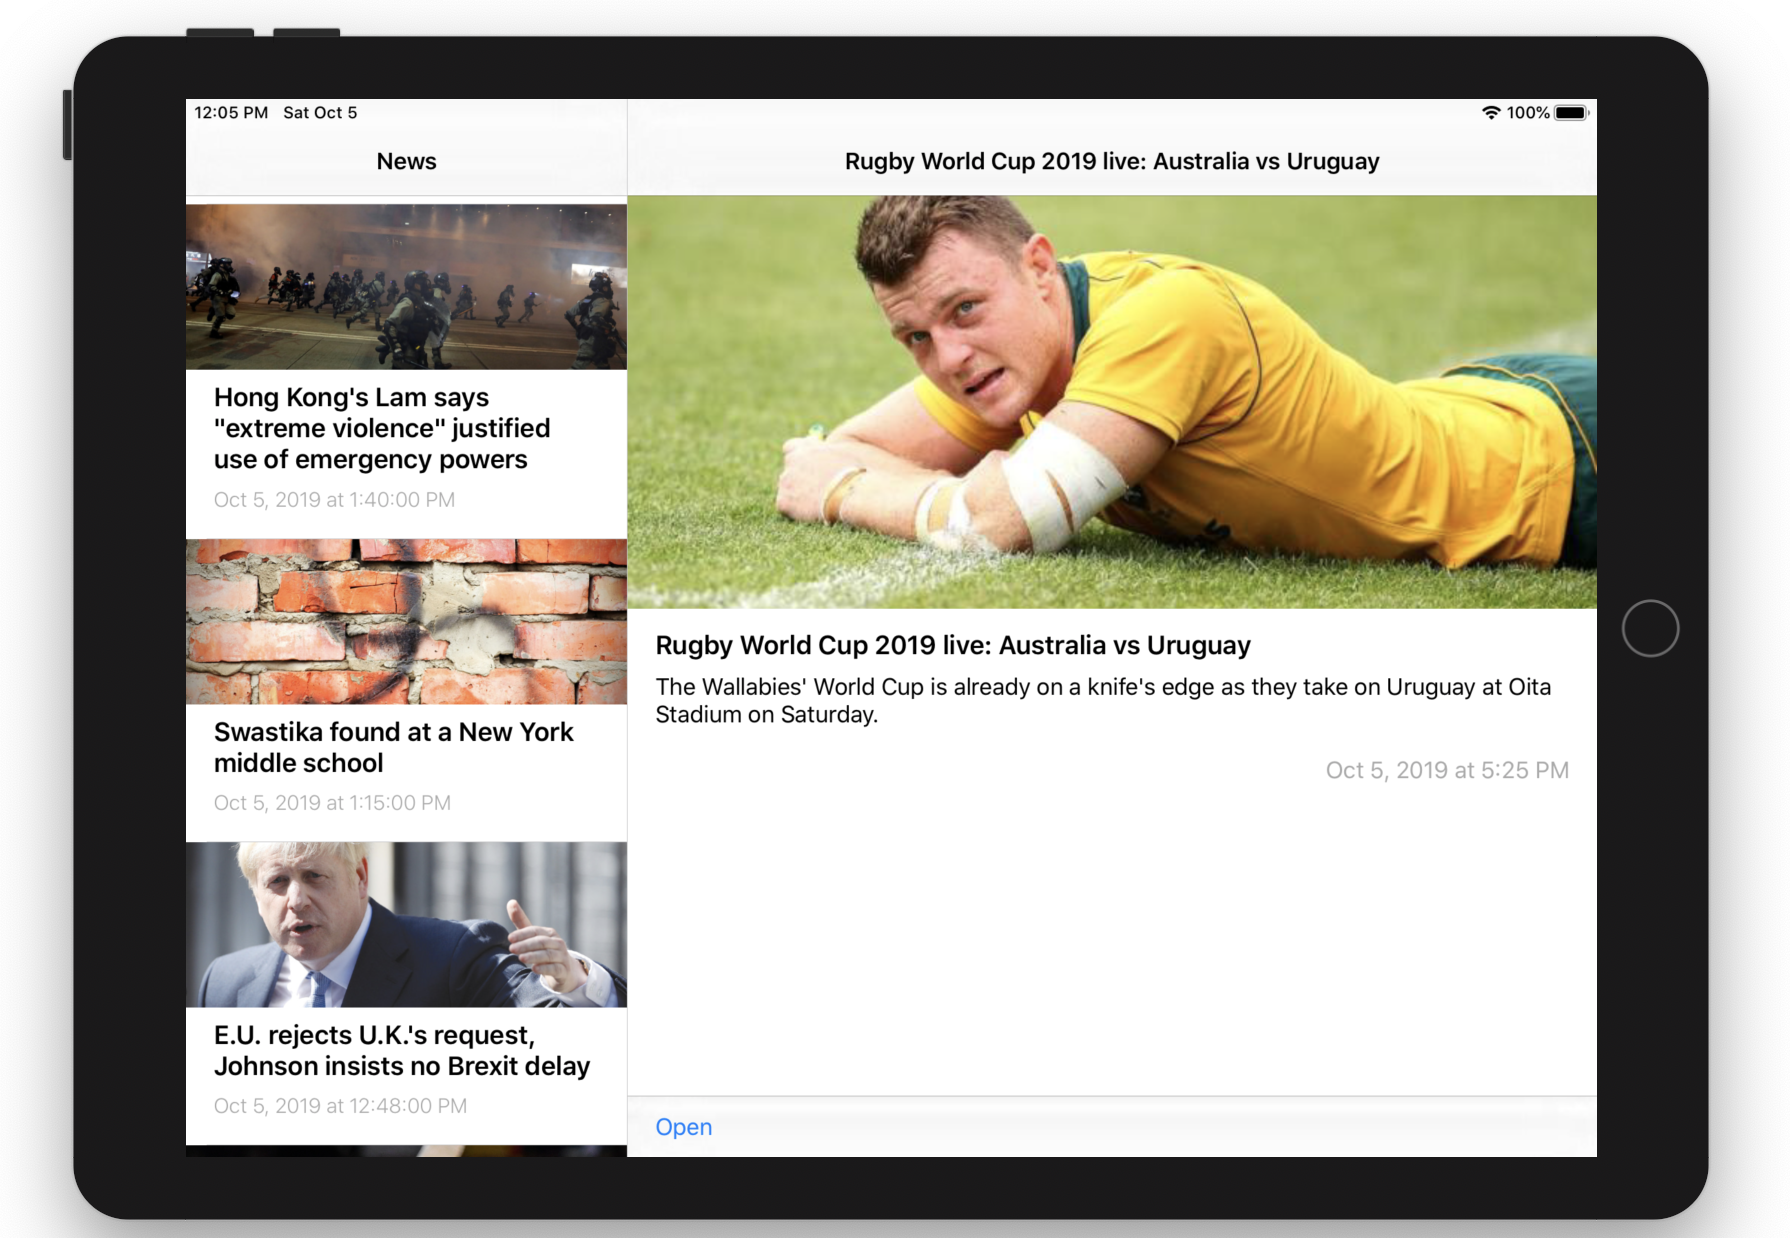 12:05 PM Sat Oct 5
100%
News
Hong Kong's Lam says
"extreme violence" justified
use of emergency powers
Oct 5, 2019 at 1:40:00 PM
Swastika found at a New York
middle school
Oct 5, 2019 at 1:15:00 PM
E.U. rejects U.K.'s request,
Johnson insists no Brexit delay
Oct 5, 2019 at 12:48:00 PM
Rugby World Cup 2019 live: Australia vs Uruguay
Rugby World Cup 2019 live: Australia vs Uruguay
The Wallabies' World Cup is already on a knife's edge as they take on Uruguay at Oita
Stadium on Saturday.
Oct 5, 2019 at 5:25 PM
Open